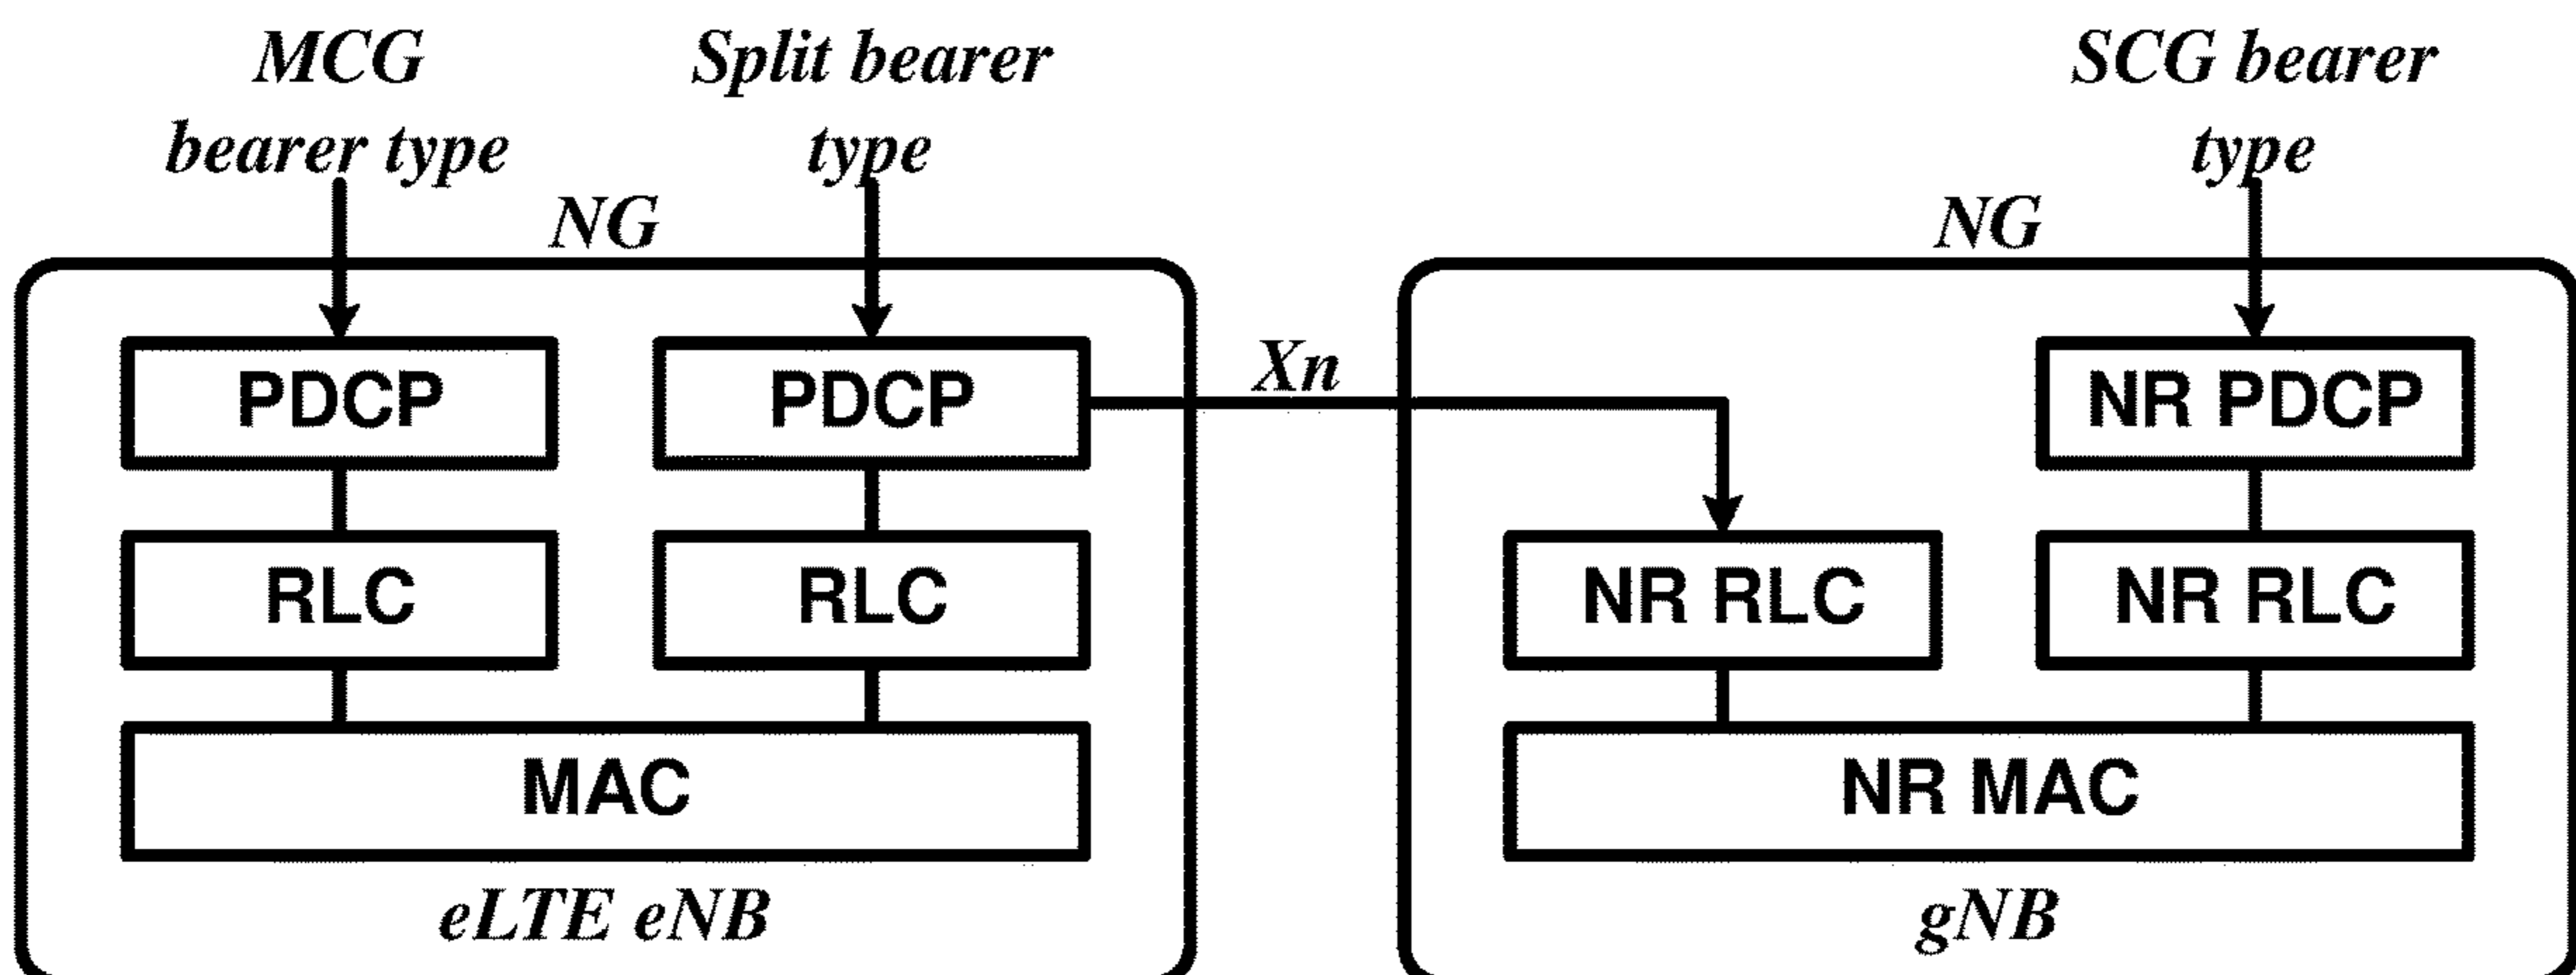 MCG
bearer type
Split bearer
type
SCG bearer
type
NG
NG
Xn
PDCP
PDCP
NR PDCP
RLC
RLC
NR RLC
NR RLC
MAC
NR MAC
eLTE eNB
gNB